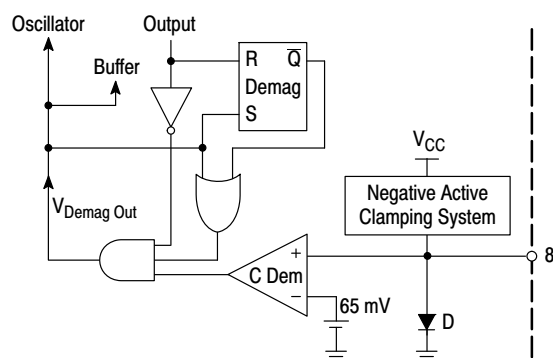 Oscillator
Output
Buffer
R Q̅
Demag
S
V_CC
Negative Active
Clamping System
V_Demag Out
C Dem
+
−
65 mV
D
8